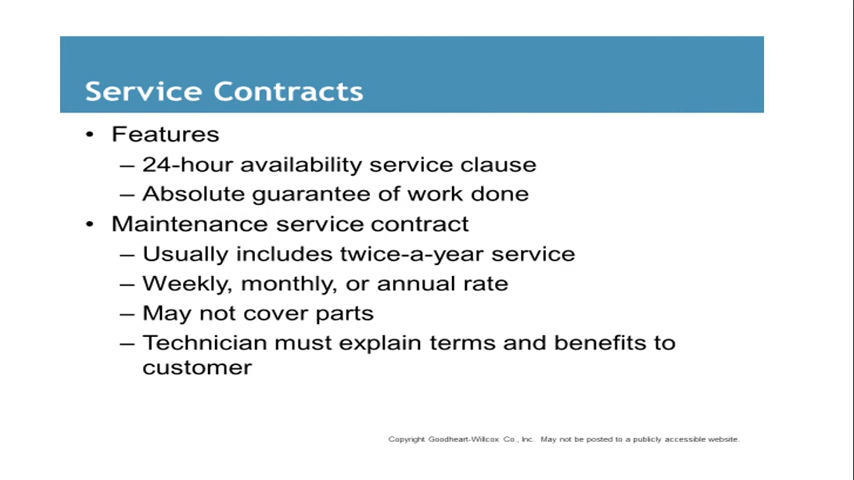 Service Contracts
• Features
– 24-hour availability service clause
– Absolute guarantee of work done
• Maintenance service contract
– Usually includes twice-a-year service
– Weekly, monthly, or annual rate
– May not cover parts
– Technician must explain terms and benefits to
customer
Copyright Goodheart-Willcox Co., Inc. May not be posted to a publicly accessible website.